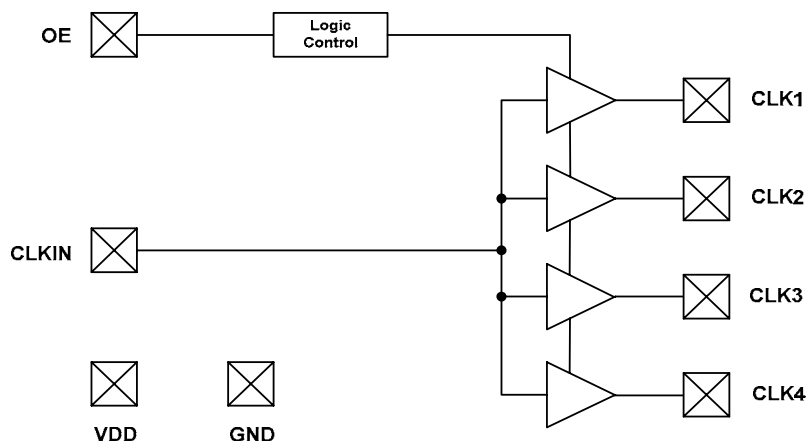 OE
Logic
Control
CLK1
CLK2
CLKIN
CLK3
CLK4
VDD
GND